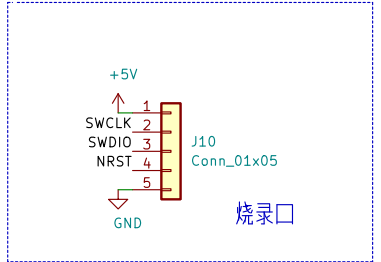 +5V
1
SWCLK
2
SWDIO
3
J10
NRST
4
Conn_01x05
5
GND
烧录口